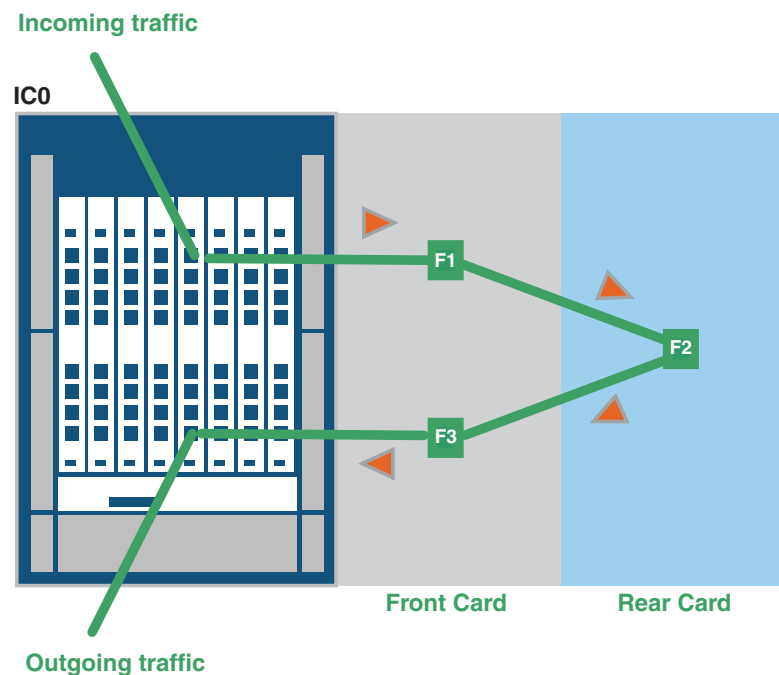 Incoming traffic
IC0
F1
F2
F3
Front Card
Rear Card
Outgoing traffic